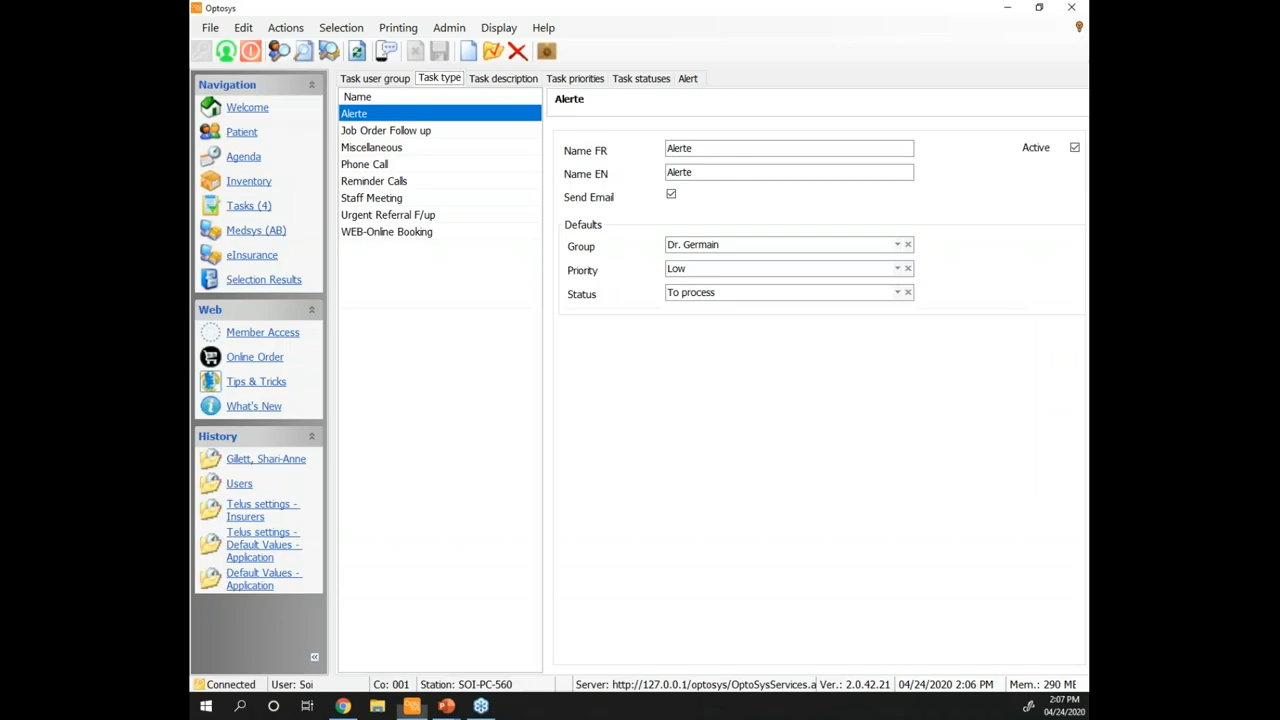 Optosys
File Edit Actions Selection Printing Admin Display Help
Navigation
Welcome
Patient
Agenda
Inventory
Tasks (4)
Medsys (AB)
eInsurance
Selection Results
Web
Member Access
Online Order
Tips & Tricks
What's New
History
Gilett, Shari-Anne
Users
Telus settings -
Insurers
Telus settings -
Default Values -
Application
Default Values -
Application
Task user group Task type Task description Task priorities Task statuses Alert
Name
Alerte
Job Order Follow up
Miscellaneous
Phone Call
Reminder Calls
Staff Meeting
Urgent Referral F/up
WEB-Online Booking
Alerte
Name FR Alerte Active
Name EN Alerte
Send Email
Defaults
Group Dr. Germain
Priority Low
Status To process
Connected User: Soi Co: 001 Station: SOI-PC-560 Server: http://127.0.0.1/optosys/OptoSysServices.a Ver.: 2.0.42.21 04/24/2020 2:06 PM Mem.: 290 ME
2:07 PM
04/24/2020